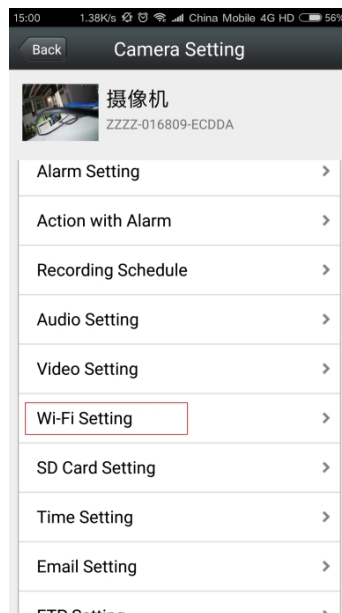 15:00 1.38K/s China Mobile 4G HD 56%
Back Camera Setting
摄像机
ZZZZ-016809-ECDDA
Alarm Setting
Action with Alarm
Recording Schedule
Audio Setting
Video Setting
Wi-Fi Setting
SD Card Setting
Time Setting
Email Setting
FTP Setting